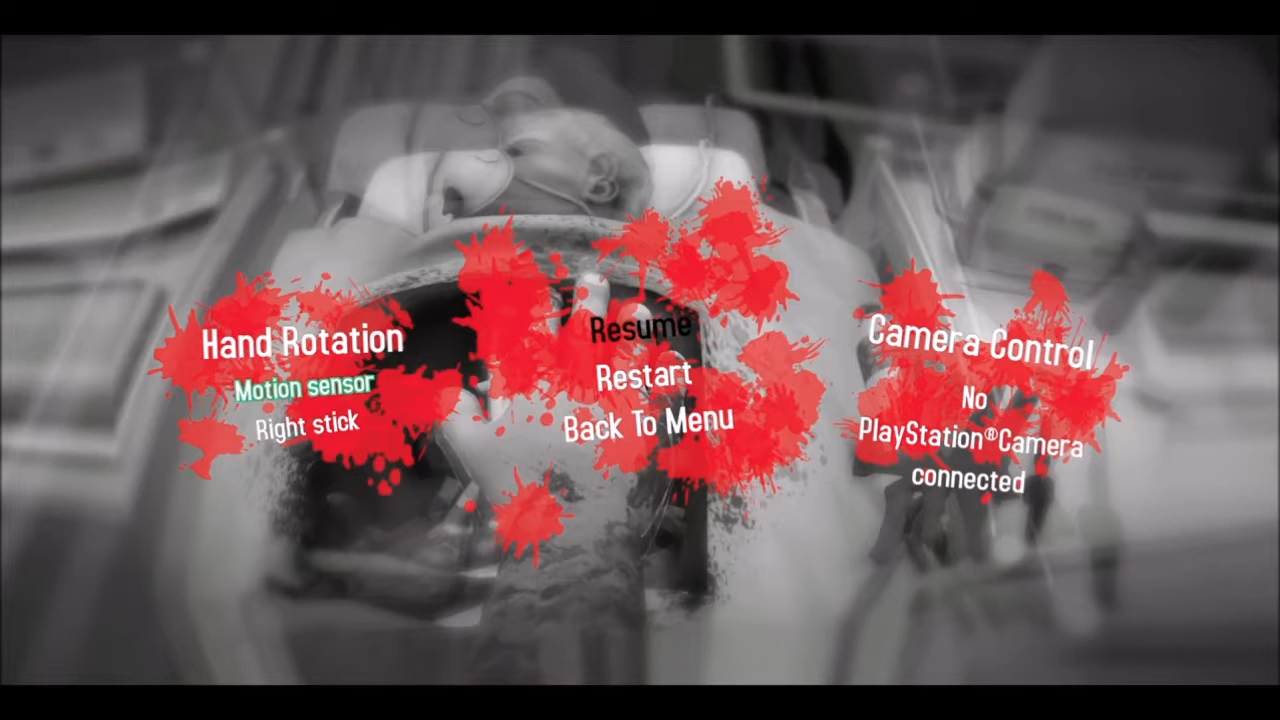 Hand Rotation
Motion sensor
Right stick
Resume
Restart
Back To Menu
Camera Control
No
PlayStation®Camera
connected